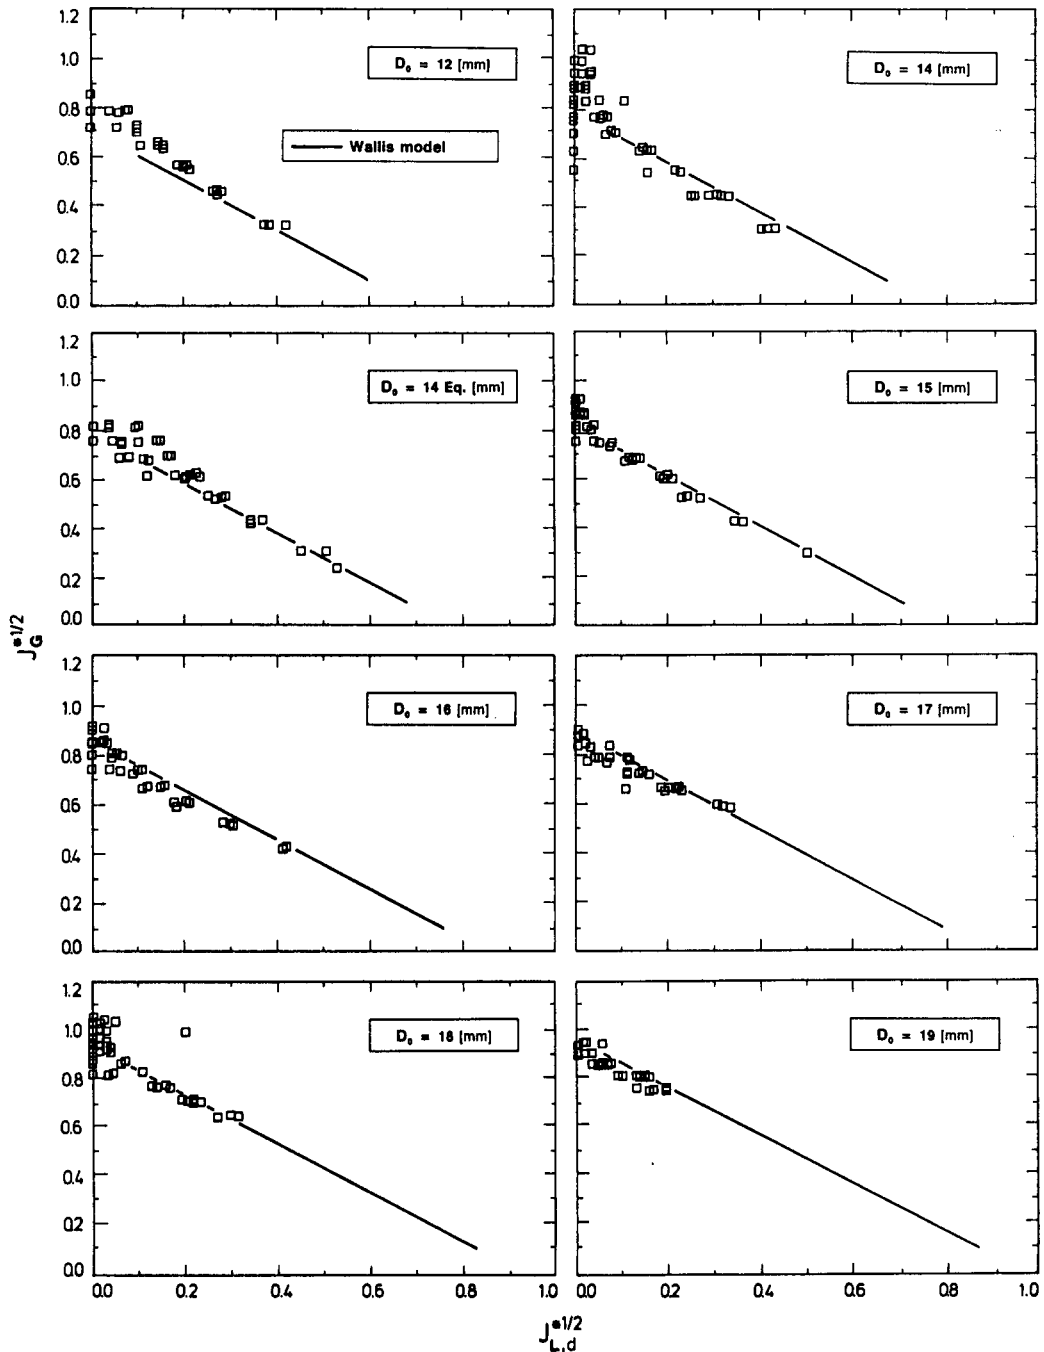 1.2
1.0
0.8
0.6
0.4
0.2
0.0
D₀ = 12 [mm]
Wallis model
D₀ = 14 [mm]
1.2
1.0
0.8
0.6
0.4
0.2
0.0
D₀ = 14 Eq. [mm]
D₀ = 15 [mm]
J_G^*1/2
1.2
1.0
0.8
0.6
0.4
0.2
0.0
D₀ = 16 [mm]
D₀ = 17 [mm]
1.2
1.0
0.8
0.6
0.4
0.2
0.0
D₀ = 18 [mm]
D₀ = 19 [mm]
0.0 0.2 0.4 0.6 0.8 1.0
0.0 0.2 0.4 0.6 0.8 1.0
J_L,d^*1/2